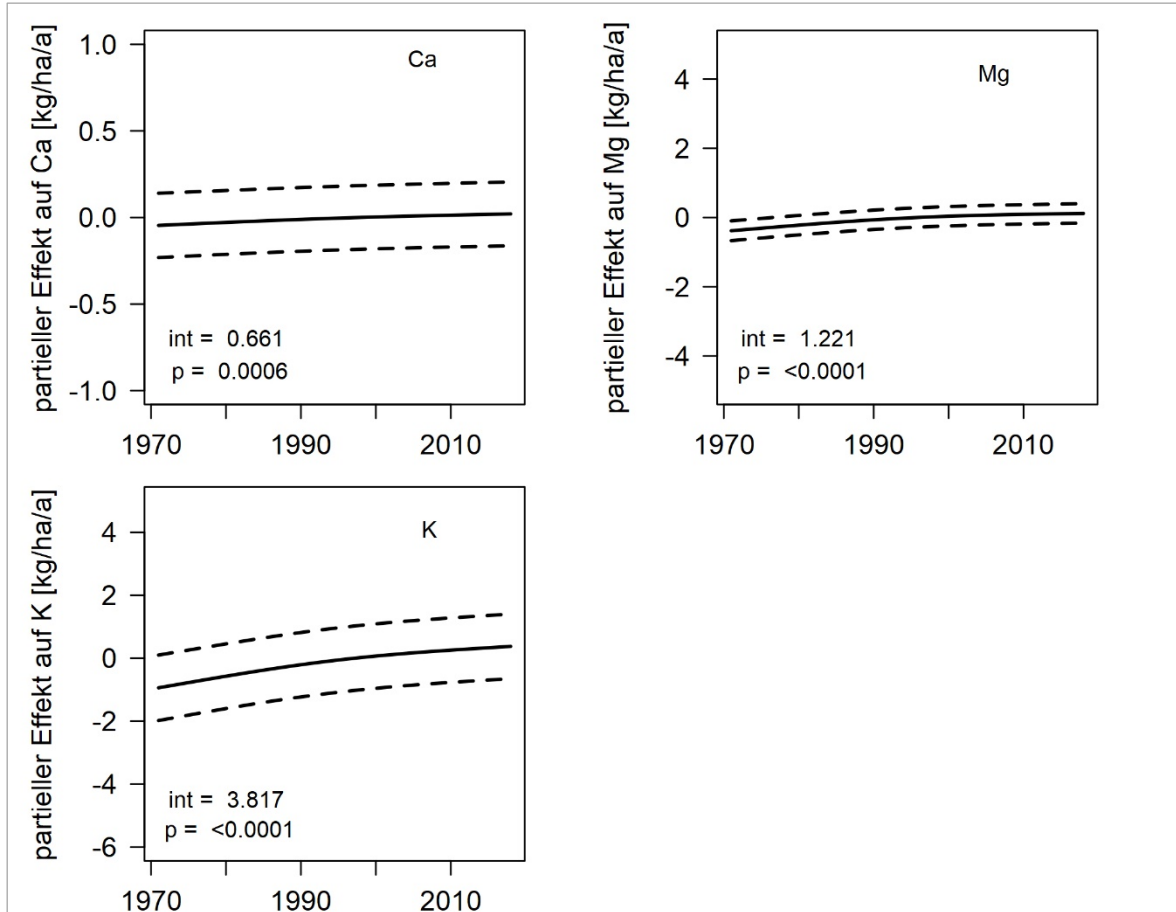 partieller Effekt auf Ca [kg/ha/a]
1.0
0.5
0.0
-0.5
-1.0
Ca
int = 0.661
p = 0.0006
1970 1990 2010
partieller Effekt auf Mg [kg/ha/a]
4
2
0
-2
-4
Mg
int = 1.221
p = <0.0001
1970 1990 2010
partieller Effekt auf K [kg/ha/a]
4
2
0
-2
-4
-6
K
int = 3.817
p = <0.0001
1970 1990 2010